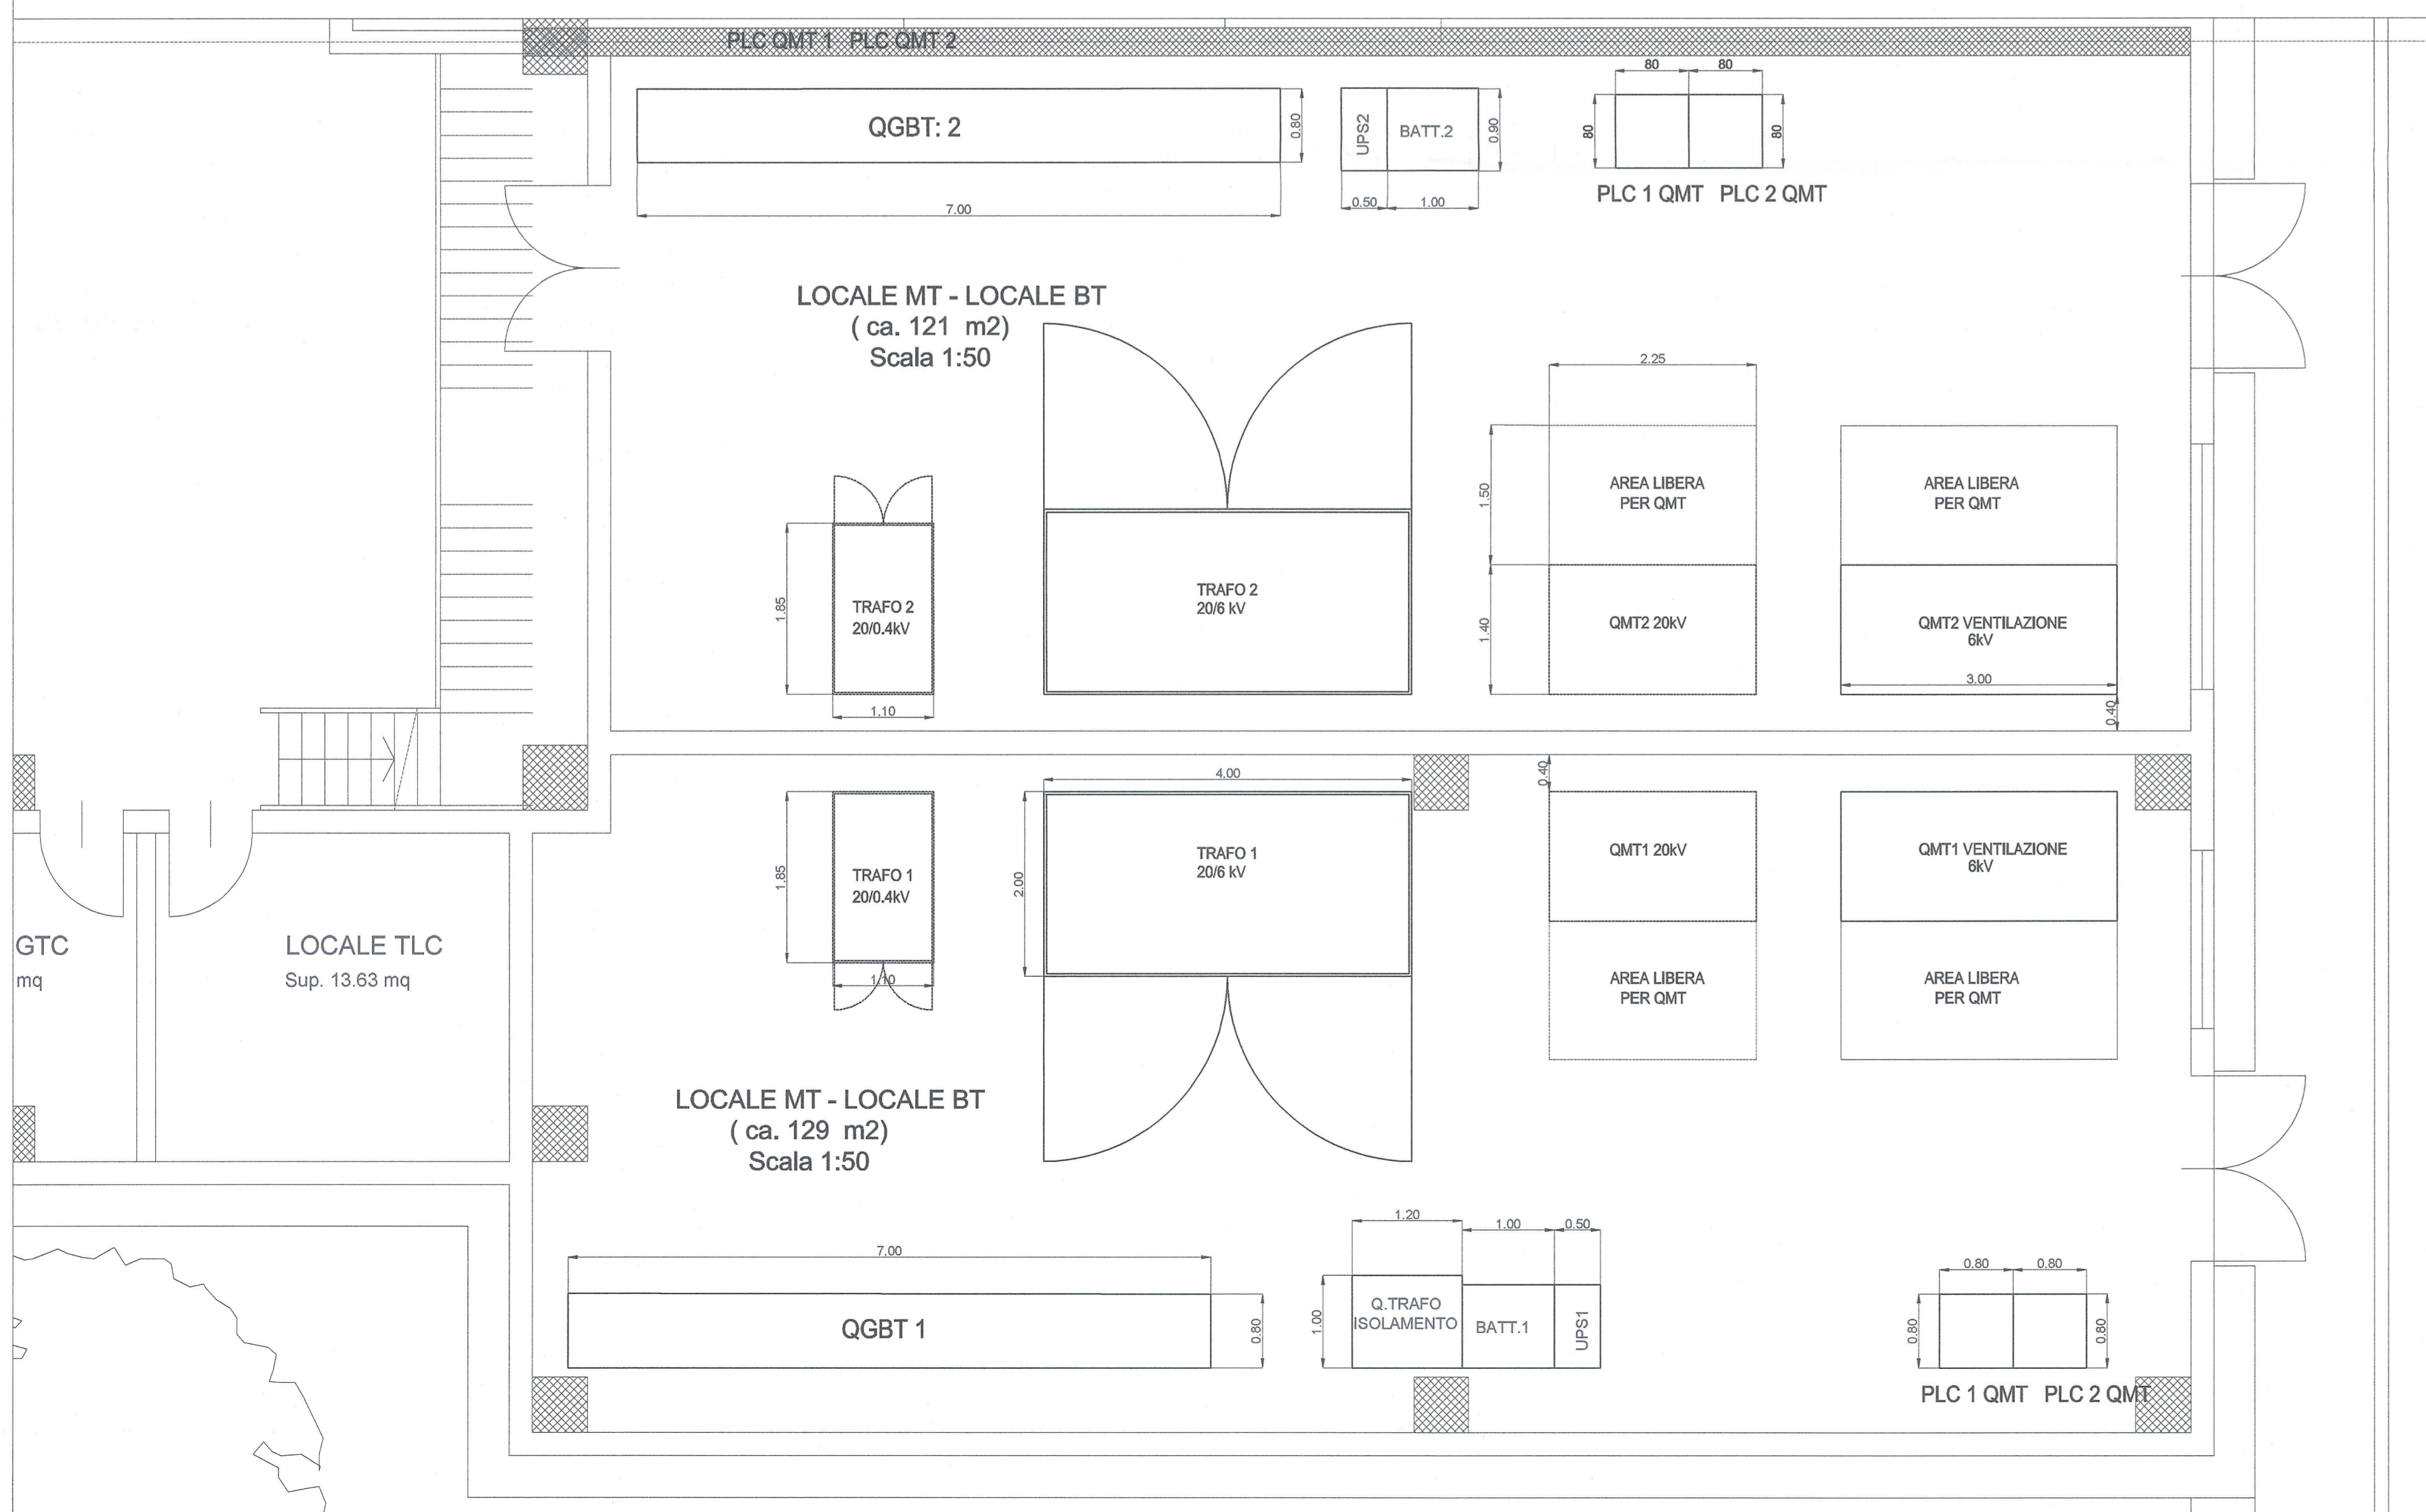 PLC QMT 1 PLC QMT 2
80 80
QGBT: 2
0.80
UPS2
BATT.2
0.90
80
80
PLC 1 QMT PLC 2 QMT
7.00
0.50 1.00
LOCALE MT - LOCALE BT
( ca. 121 m2)
Scala 1:50
2.25
1.50
AREA LIBERA
PER QMT
AREA LIBERA
PER QMT
1.85
TRAFO 2
20/0.4kV
TRAFO 2
20/6 kV
1.40
QMT2 20kV
QMT2 VENTILAZIONE
6kV
3.00
1.10
0.40
4.00
0.40
1.85
TRAFO 1
20/0.4kV
2.00
TRAFO 1
20/6 kV
QMT1 20kV
QMT1 VENTILAZIONE
6kV
1.10
GTC
mq
LOCALE TLC
Sup. 13.63 mq
AREA LIBERA
PER QMT
AREA LIBERA
PER QMT
LOCALE MT - LOCALE BT
( ca. 129 m2)
Scala 1:50
1.20
1.00 0.50
7.00
QGBT 1
0.80
1.00
Q.TRAFO
ISOLAMENTO
BATT.1
UPS1
0.80 0.80
0.80
0.80
PLC 1 QMT PLC 2 QMT